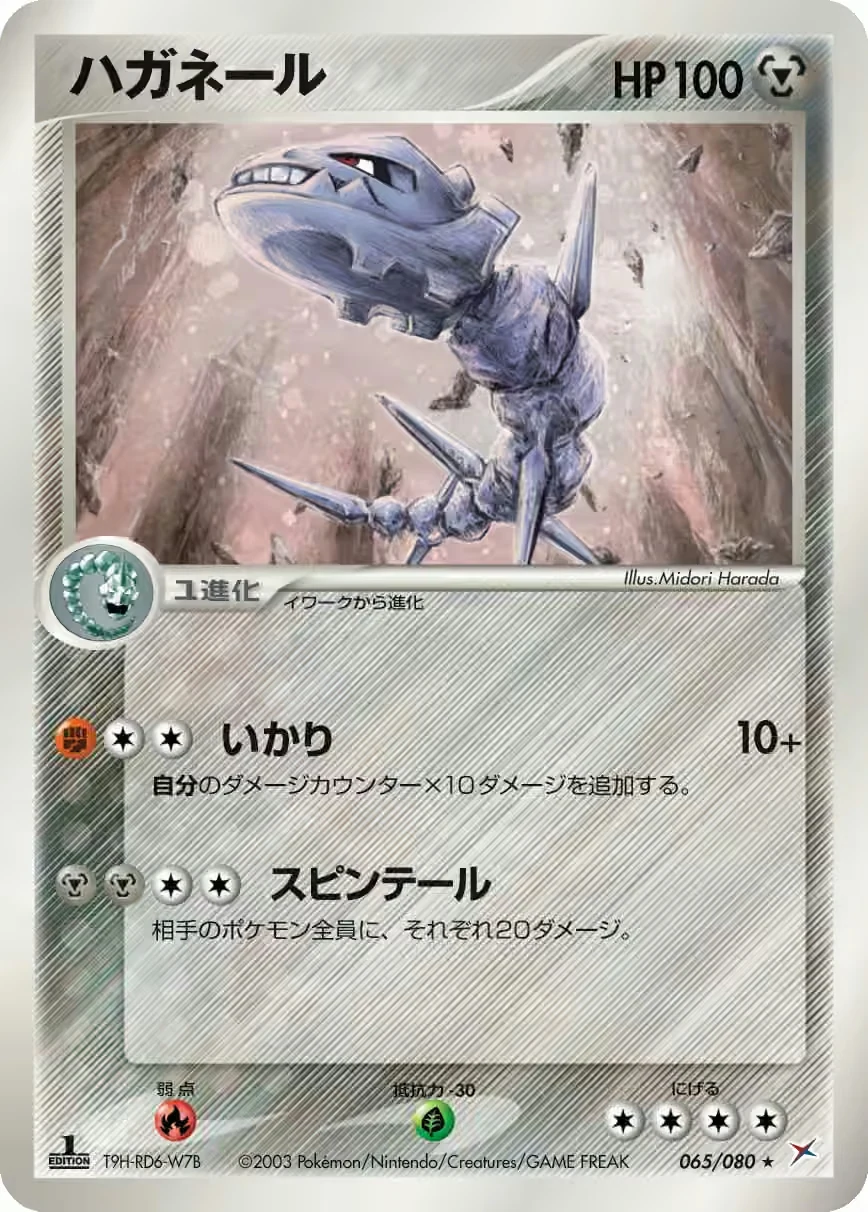 ハガネール
HP100
Illus.Midori Harada
1進化
イワークから進化
いかり
10+
自分のダメージカウンター×10ダメージを追加する。
スピンテール
相手のポケモン全員に、それぞれ20ダメージ。
弱点
抵抗力 -30
にげる
1
EDITION
T9H-RD6-W7B
©2003 Pokémon/Nintendo/Creatures/GAME FREAK
065/080 ★